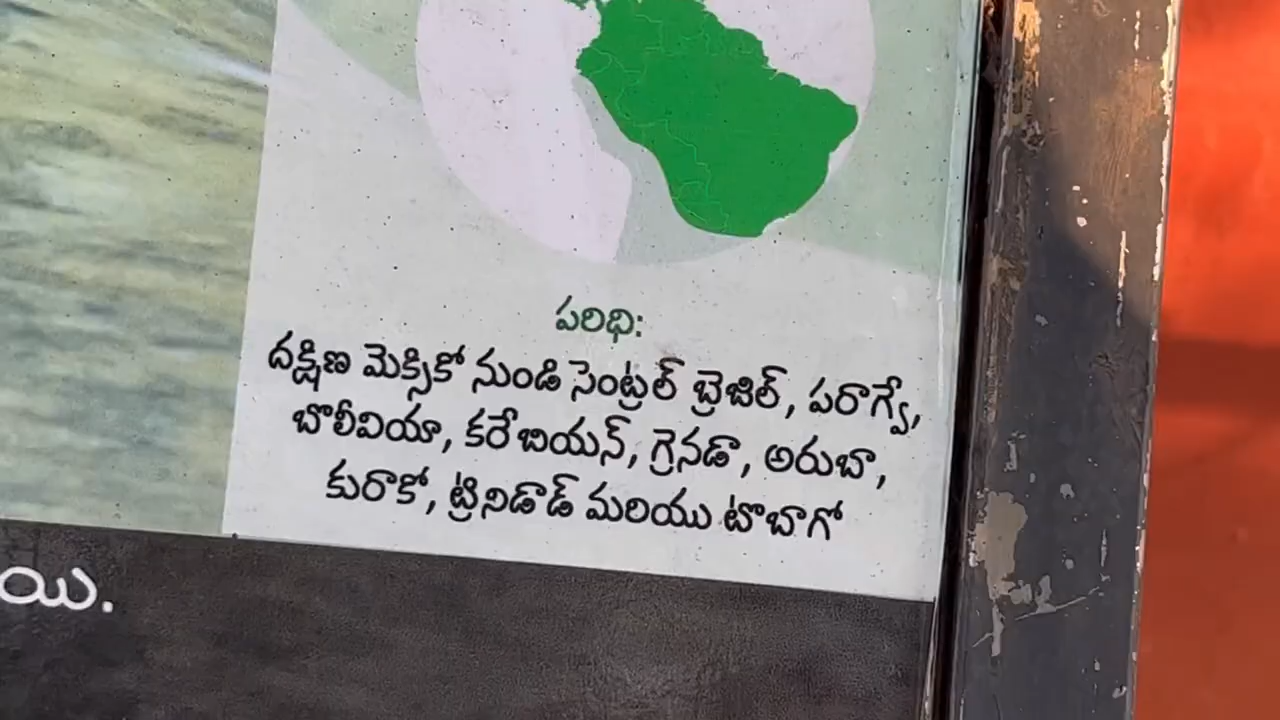 పరిధి:
దక్షిణ మెక్సికో నుండి సెంట్రల్ బ్రెజిల్, పరాగ్వే,
బొలీవియా, కరేబియన్, గ్రెనడా, అరుబా,
కురాకో, ట్రినిడాడ్ మరియు టొబాగో
యి.